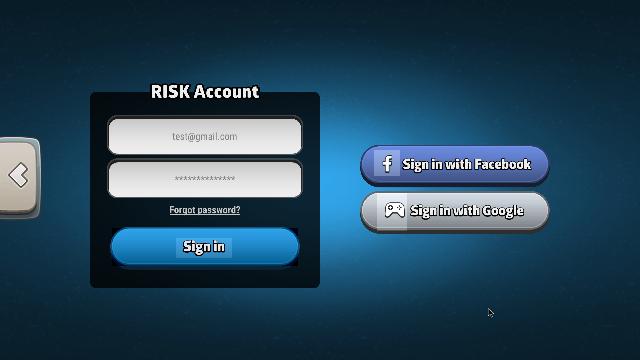 RISK Account
test@gmail.com
**************
Forgot password?
Sign in
Sign in with Facebook
Sign in with Google